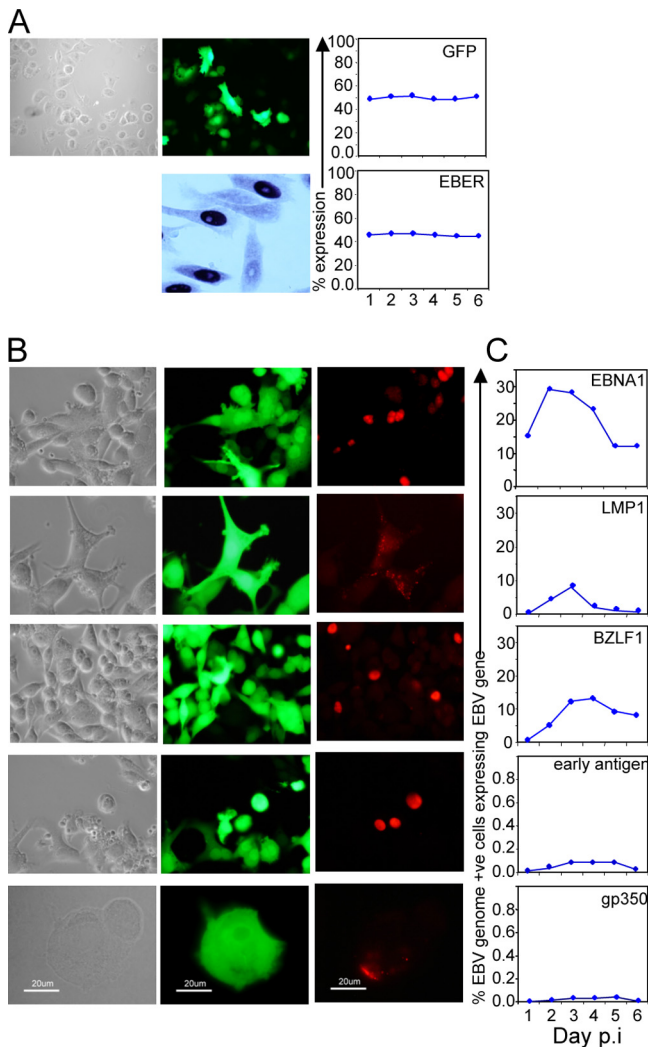 A
GFP
100
80
60
40
20
0.0
EBER
100
80
60
40
20
0.0
1 2 3 4 5 6
% expression
B
C
EBNA1
30
20
10
0
LMP1
30
20
10
0
BZLF1
30
20
10
0
early antigen
0.8
0.6
0.4
0.2
0.0
gp350
0.8
0.6
0.4
0.2
0.0
1 2 3 4 5 6
Day p.i
% EBV genome +ve cells expressing EBV gene
20um
20um
20um